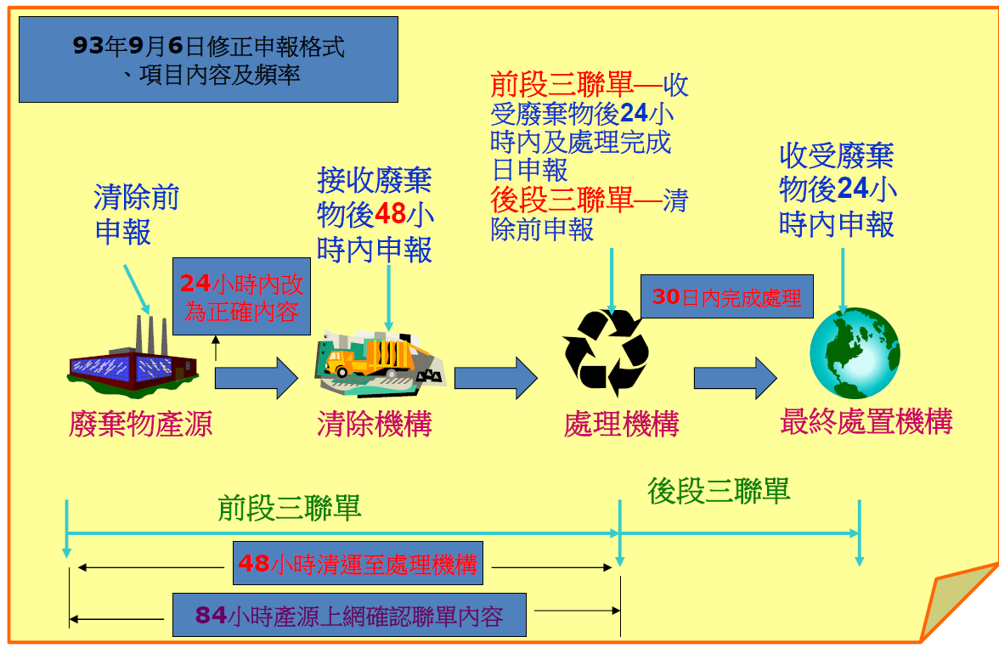 93年9月6日修正申報格式
、項目內容及頻率
前段三聯單—收
受廢棄物後24小
時內及處理完成
日申報
後段三聯單—清
除前申報
收受廢棄
物後24小
時內申報
接收廢棄
物後48小
時內申報
清除前
申報
24小時內改
為正確內容
30日內完成處理
廢棄物產源
清除機構
處理機構
最終處置機構
前段三聯單
後段三聯單
48小時清運至處理機構
84小時產源上網確認聯單內容